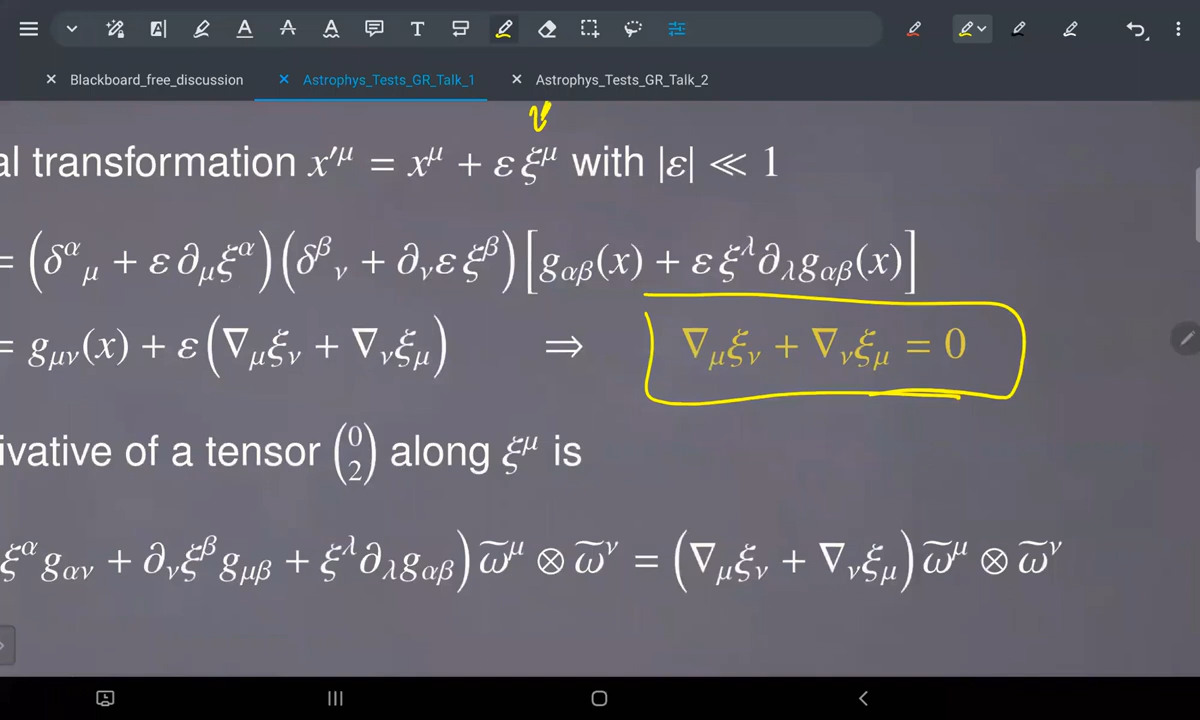 Blackboard_free_discussion Astrophys_Tests_GR_Talk_1 Astrophys_Tests_GR_Talk_2
al transformation x′^μ = x^μ + ε ξ^μ with |ε| ≪ 1
= (δ^α_μ + ε ∂_μξ^α)(δ^β_ν + ∂_νε ξ^β)[g_αβ(x) + ε ξ^λ∂_λg_αβ(x)]
= g_μν(x) + ε(∇_μξ_ν + ∇_νξ_μ) ⇒ ∇_μξ_ν + ∇_νξ_μ = 0
ivative of a tensor (0 2) along ξ^μ is
ξ^α g_αν + ∂_νξ^β g_μβ + ξ^λ∂_λg_αβ) ω̃^μ ⊗ ω̃^ν = (∇_μξ_ν + ∇_νξ_μ) ω̃^μ ⊗ ω̃^ν